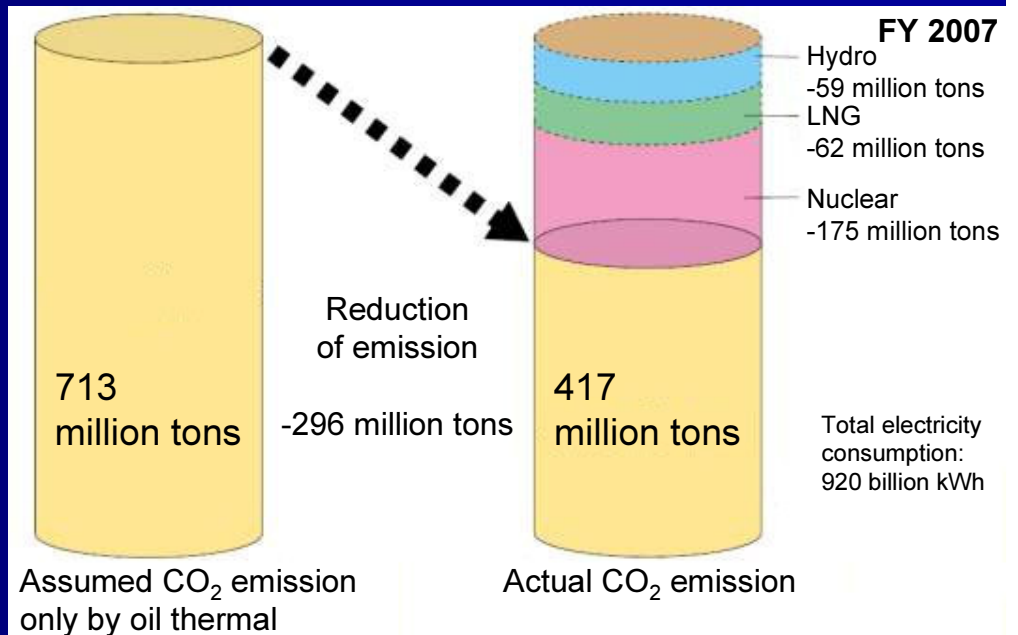 FY 2007
Hydro
-59 million tons
LNG
-62 million tons
Nuclear
-175 million tons
Reduction
of emission
-296 million tons
713
million tons
417
million tons
Total electricity
consumption:
920 billion kWh
Assumed CO₂ emission
only by oil thermal
Actual CO₂ emission